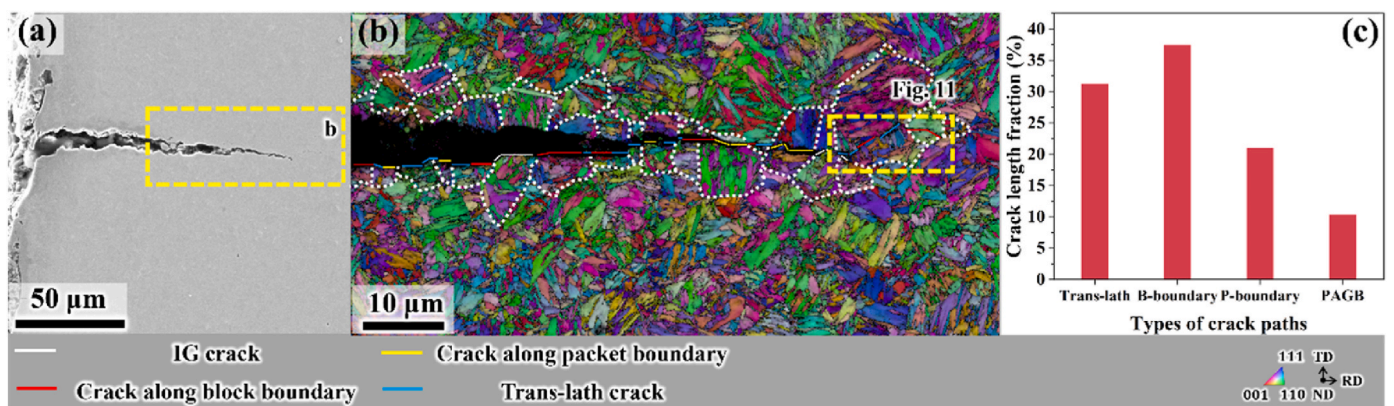 (a)
b
50 µm
(b)
Fig. 11
10 µm
(c)
Crack length fraction (%)
40
35
30
25
20
15
10
5
0
Trans-lath B-boundary P-boundary PAGB
Types of crack paths
IG crack
Crack along packet boundary
Crack along block boundary
Trans-lath crack
111 TD
RD
001 110 ND